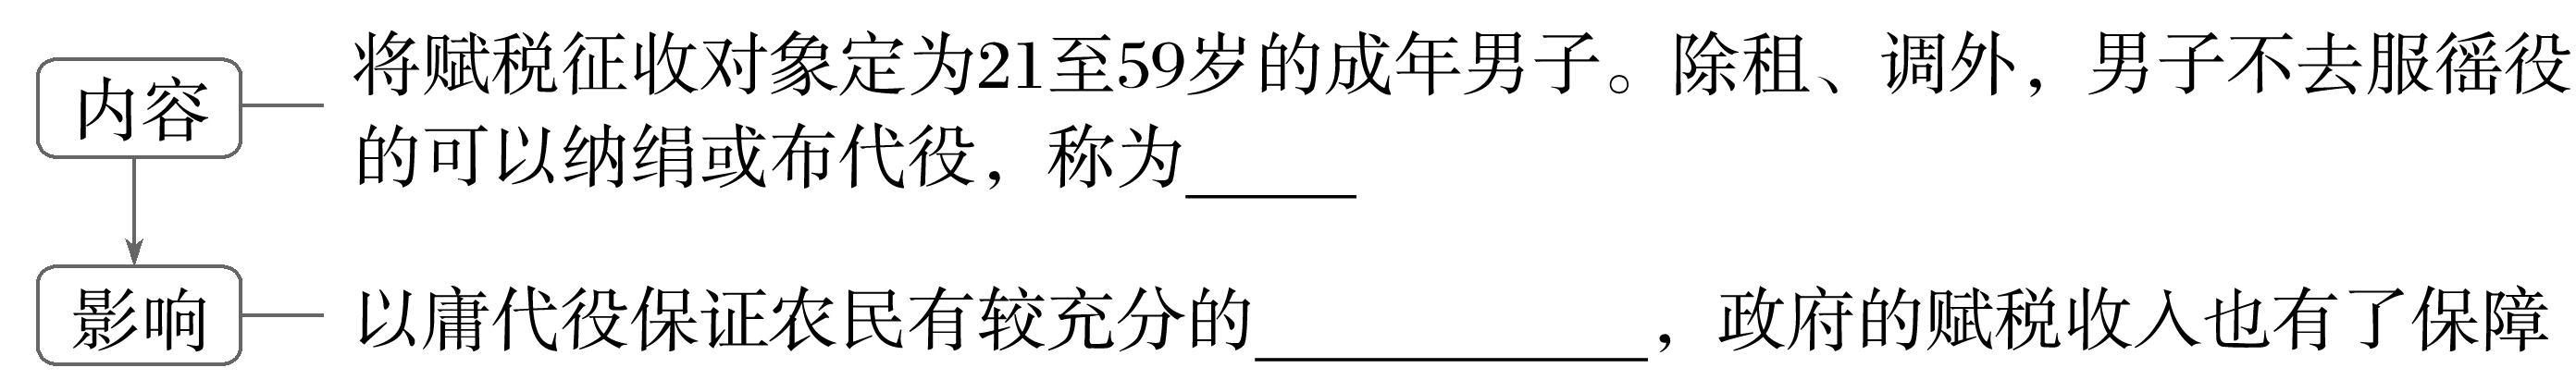 内容
将赋税征收对象定为21至59岁的成年男子。除租、调外，男子不去服徭役
的可以纳绢或布代役，称为______
影响
以庸代役保证农民有较充分的______________，政府的赋税收入也有了保障